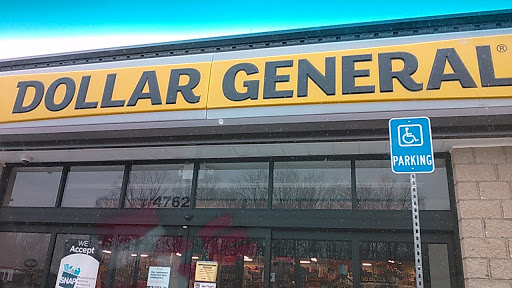 DOLLAR GENERAL®
PARKING
4762
WE
Accept
SNAP